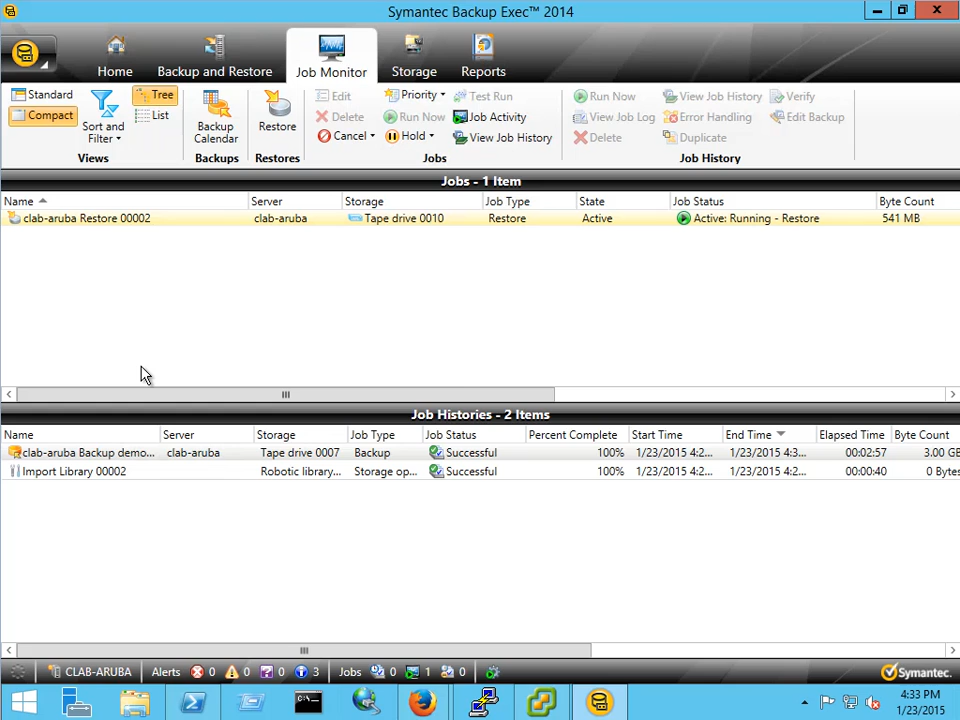 Symantec Backup Exec™ 2014
Home
Backup and Restore
Job Monitor
Storage
Reports
Standard
Compact
Sort and Filter
Tree
List
Views
Backup Calendar
Backups
Restore
Restores
Edit
Delete
Cancel
Priority
Run Now
Hold
Test Run
Job Activity
View Job History
Jobs
Run Now
View Job Log
Delete
View Job History
Error Handling
Duplicate
Verify
Edit Backup
Job History
Jobs - 1 Item
Name Server Storage Job Type State Job Status Byte Count
clab-aruba Restore 00002 clab-aruba Tape drive 0010 Restore Active Active: Running - Restore 541 MB
Job Histories - 2 Items
Name Server Storage Job Type Job Status Percent Complete Start Time End Time Elapsed Time Byte Count
clab-aruba Backup demo... clab-aruba Tape drive 0007 Backup Successful 100% 1/23/2015 4:2... 1/23/2015 4:3... 00:02:57 3.00 GB
Import Library 00002 Robotic library... Storage op... Successful 100% 1/23/2015 4:2... 1/23/2015 4:2... 00:00:40 0 Bytes
CLAB-ARUBA Alerts 0 0 0 3 Jobs 0 1 0 Symantec.
4:33 PM
1/23/2015